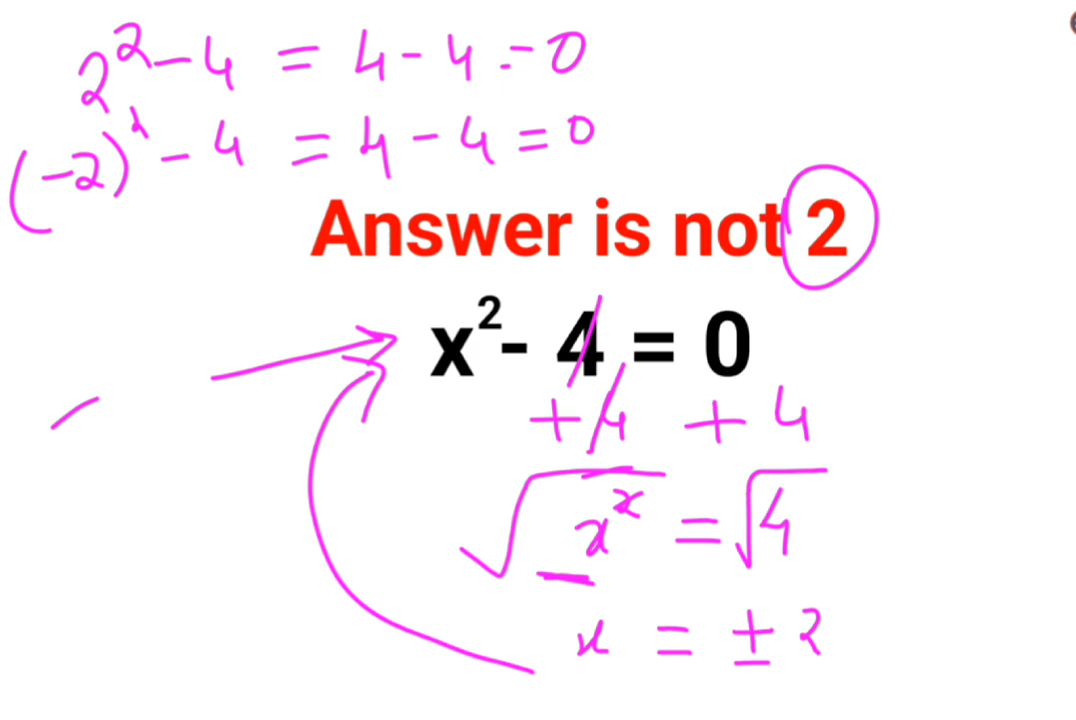 2² - 4 = 4 - 4 = 0
(-2)² - 4 = 4 - 4 = 0
Answer is not 2
x² - 4 = 0
+4 +4
√x² = √4
x = ±2